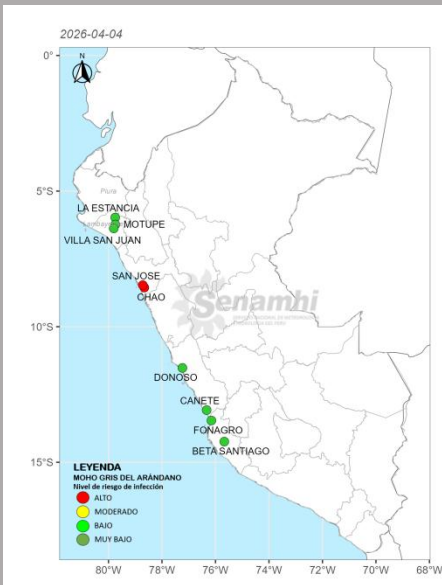 2026-04-04
N
0°
5°S
10°S
15°S
Piura
LA ESTANCIA
MOTUPE
VILLA SAN JUAN
SAN JOSE
CHAO
Senamhi
DONOSO
CANETE
FONAGRO
BETA SANTIAGO
LEYENDA
MOHO GRIS DEL ARÁNDANO
Nivel de riesgo de infección
ALTO
MODERADO
BAJO
MUY BAJO
80°W 78°W 76°W 74°W 72°W 70°W 68°W